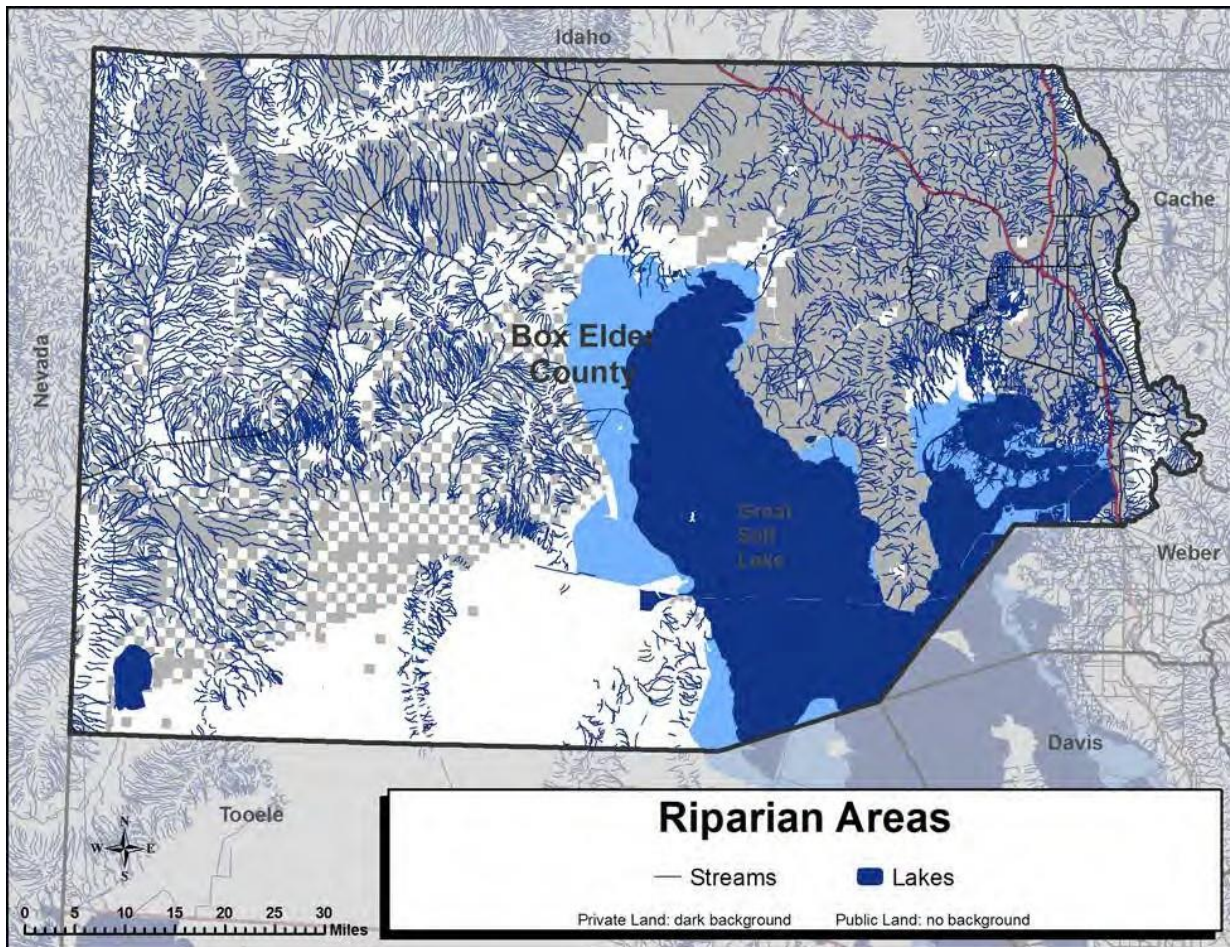 Idaho
Cache
Nevada
Box Elder
County
Great
Salt
Lake
Weber
Davis
Tooele
N
W E
S
0 5 10 15 20 25 30
Miles
Riparian Areas
Streams Lakes
Private Land: dark background Public Land: no background